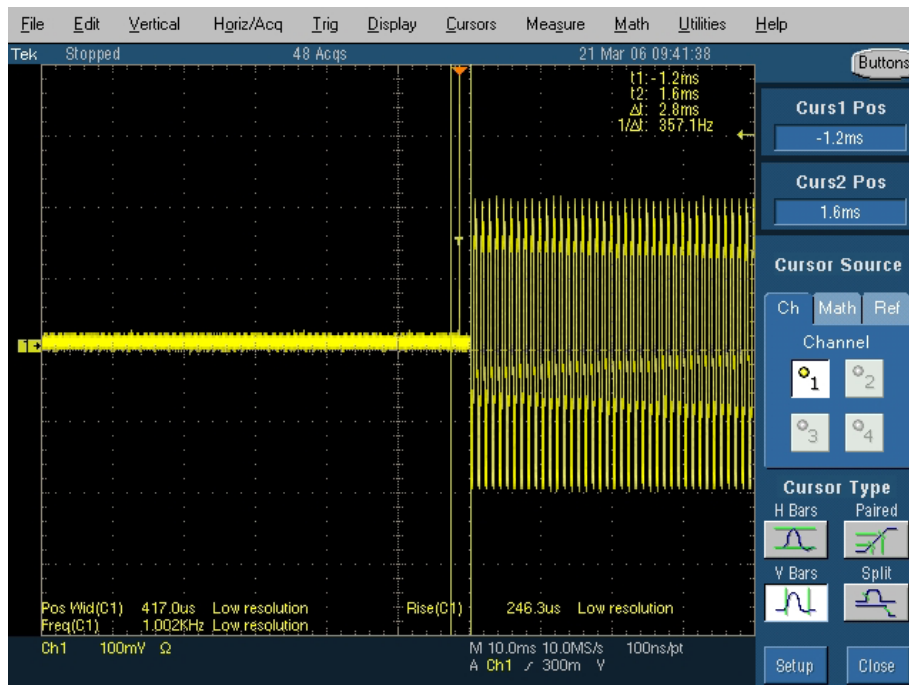 File Edit Vertical Horiz/Acq Trig Display Cursors Measure Math Utilities Help
Tek Stopped 48 Acqs 21 Mar 06 09:41:38
Buttons
t1: -1.2ms
t2: 1.6ms
Δt: 2.8ms
1/Δt: 357.1Hz
Curs1 Pos
-1.2ms
Curs2 Pos
1.6ms
Cursor Source
Ch Math Ref
Channel
1 2
3 4
Cursor Type
H Bars Paired
V Bars Split
Setup Close
T
1
Pos Wid(C1) 417.0us Low resolution Rise(C1) 246.3us Low resolution
Freq(C1) 1.002KHz Low resolution
Ch1 100mV Ω M 10.0ms 10.0MS/s 100ns/pt
A Ch1 300m V